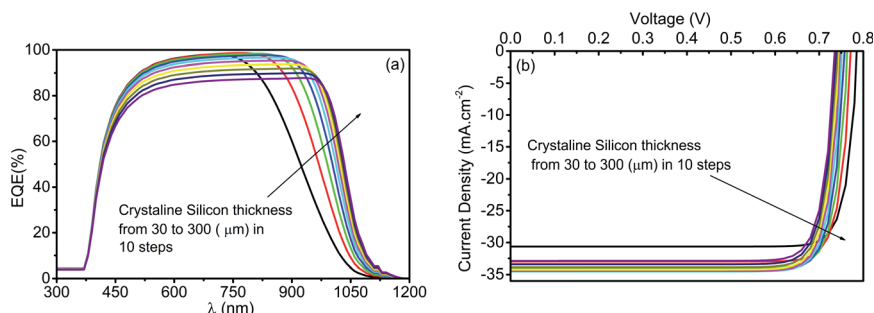 Voltage (V)
0.0 0.1 0.2 0.3 0.4 0.5 0.6 0.7 0.8
100
80
60
40
20
0
EQE(%)
(a)
Crystaline Silicon thickness
from 30 to 300 ( μm) in
10 steps
300 450 600 750 900 1050 1200
λ (nm)
0
-5
-10
-15
-20
-25
-30
-35
Current Density (mA.cm-2)
(b)
Crystaline Silicon thickness
from 30 to 300 (μm) in 10 steps